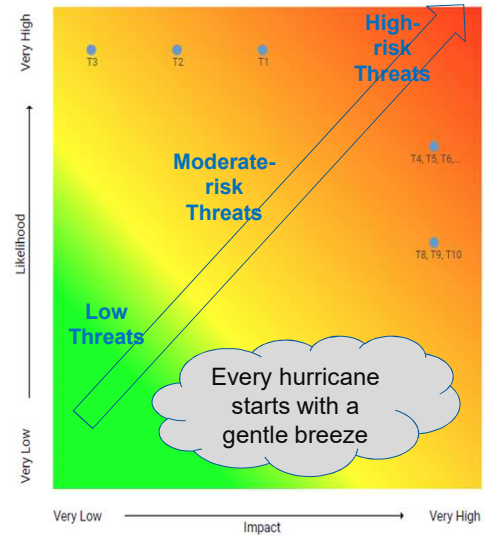 Very High
Likelihood
Very Low
High-
risk
Threats
T3
T2
T1
T4, T5, T6,...
Moderate-
risk
Threats
T8, T9, T10
Low
Threats
Every hurricane
starts with a
gentle breeze
Very Low
Impact
Very High